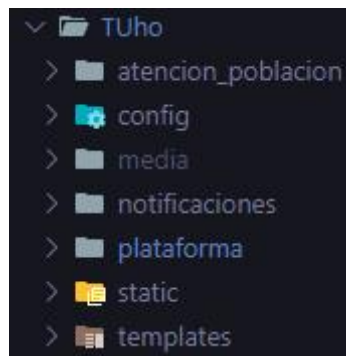 TUho
atencion_poblacion
config
media
notificaciones
plataforma
static
templates